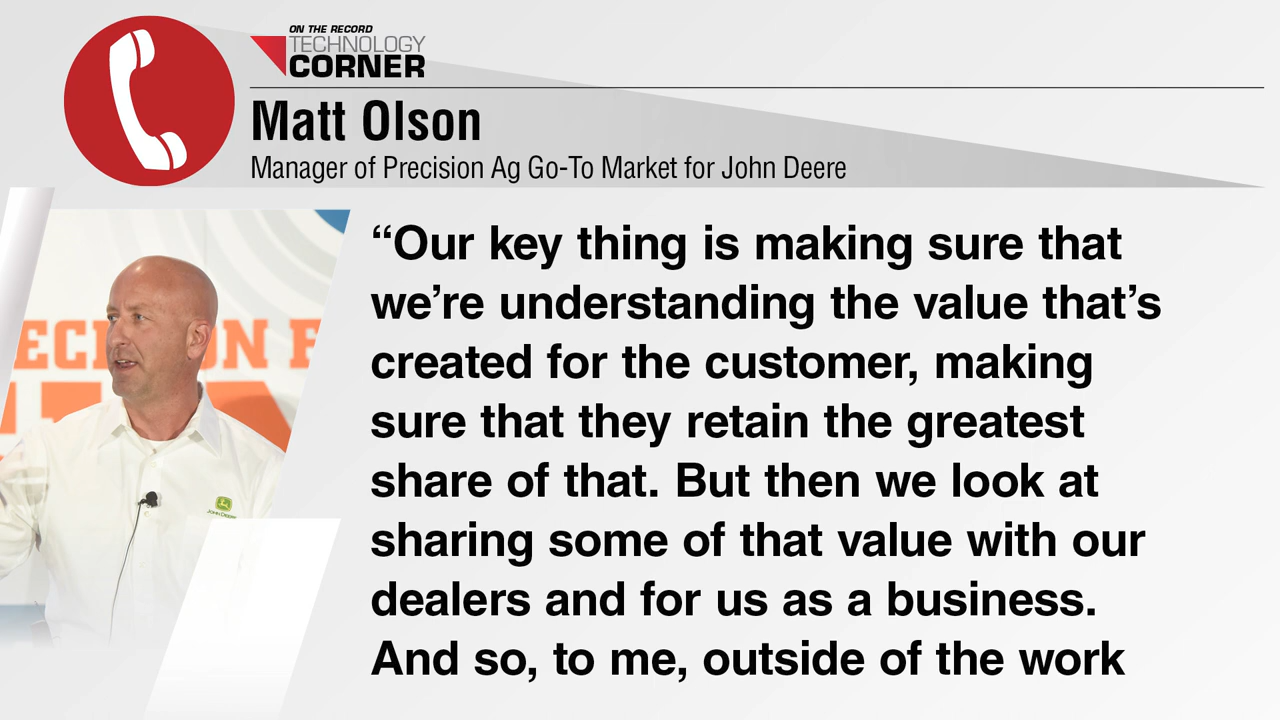 ON THE RECORD
TECHNOLOGY
CORNER
Matt Olson
Manager of Precision Ag Go-To Market for John Deere
“Our key thing is making sure that
we’re understanding the value that’s
created for the customer, making
sure that they retain the greatest
share of that. But then we look at
sharing some of that value with our
dealers and for us as a business.
And so, to me, outside of the work
JOHN DEERE